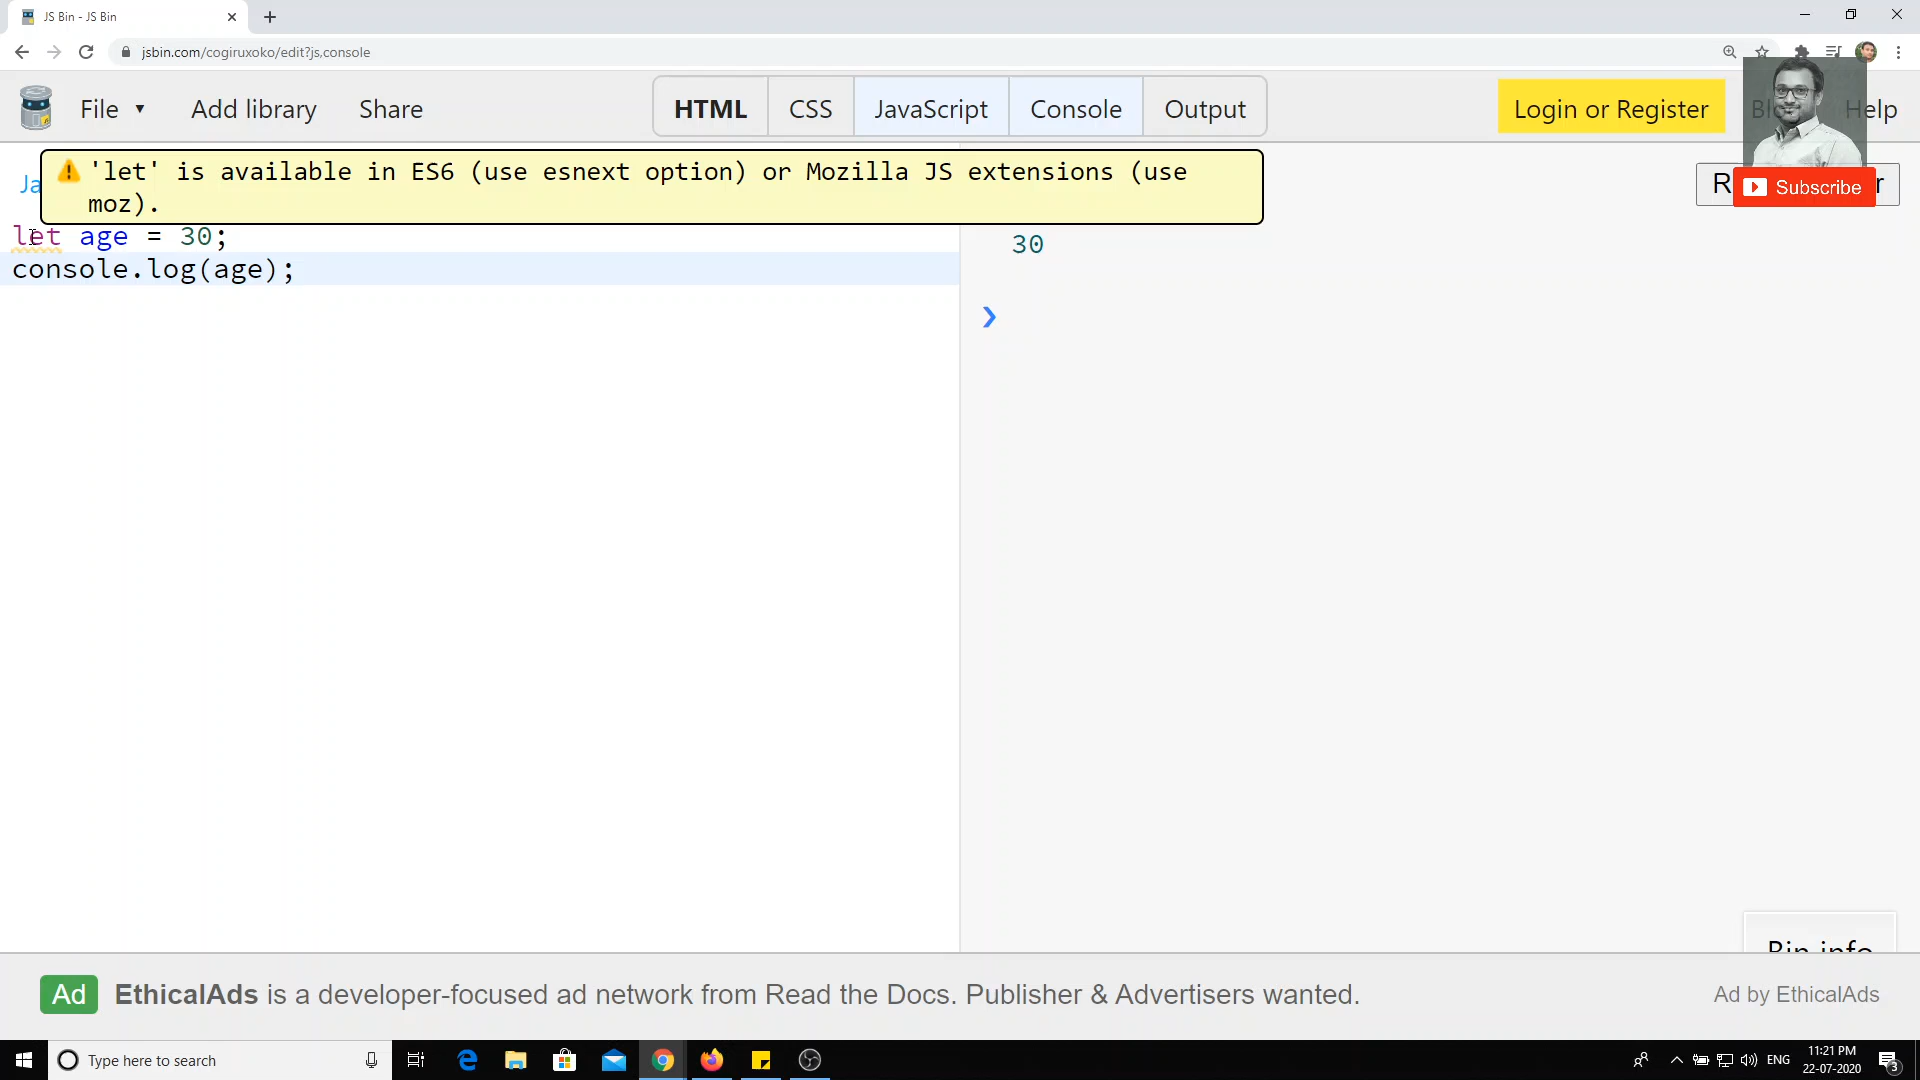 JS Bin - JS Bin
jsbin.com/cogiruxoko/edit?js,console
File ▼ Add library Share HTML CSS JavaScript Console Output Login or Register Help
'let' is available in ES6 (use esnext option) or Mozilla JS extensions (use
moz).
Subscribe
let age = 30;
30
console.log(age);
❯
Bin info
Ad EthicalAds is a developer-focused ad network from Read the Docs. Publisher & Advertisers wanted. Ad by EthicalAds
Type here to search
ENG
11:21 PM
22-07-2020
3